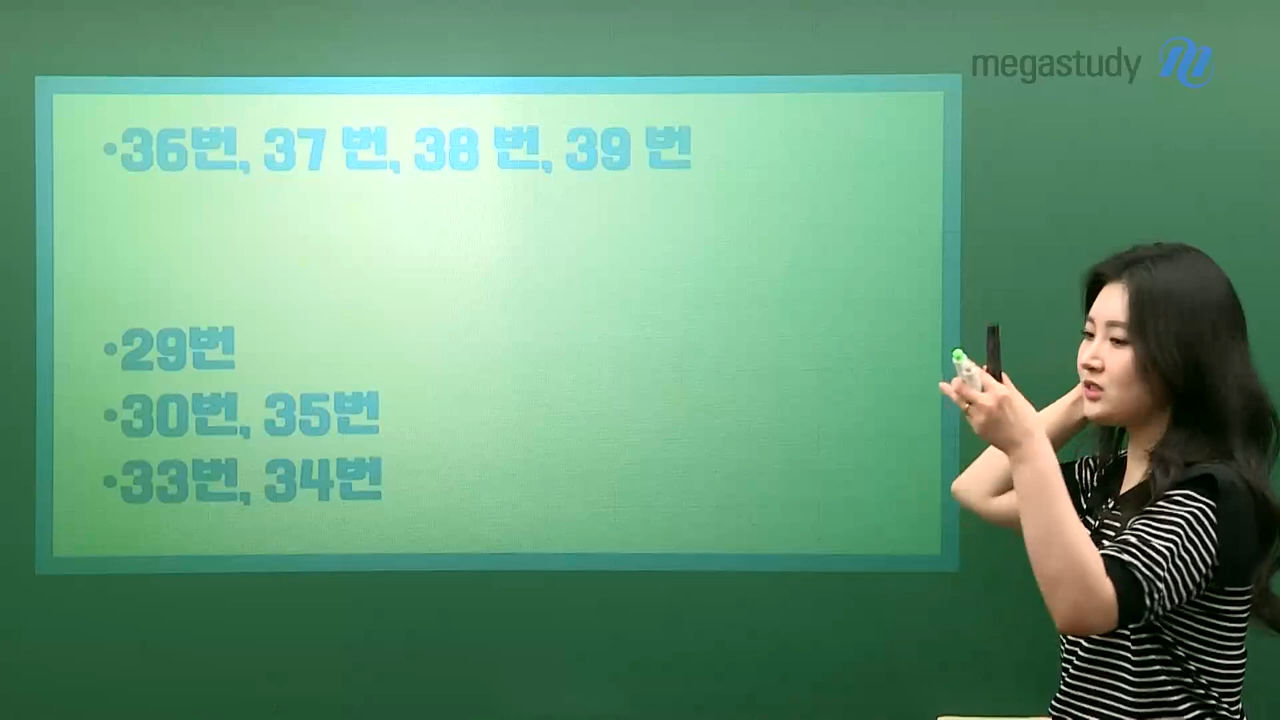 megastudy
•36번, 37 번, 38 번, 39 번
•29번
•30번, 35번
•33번, 34번